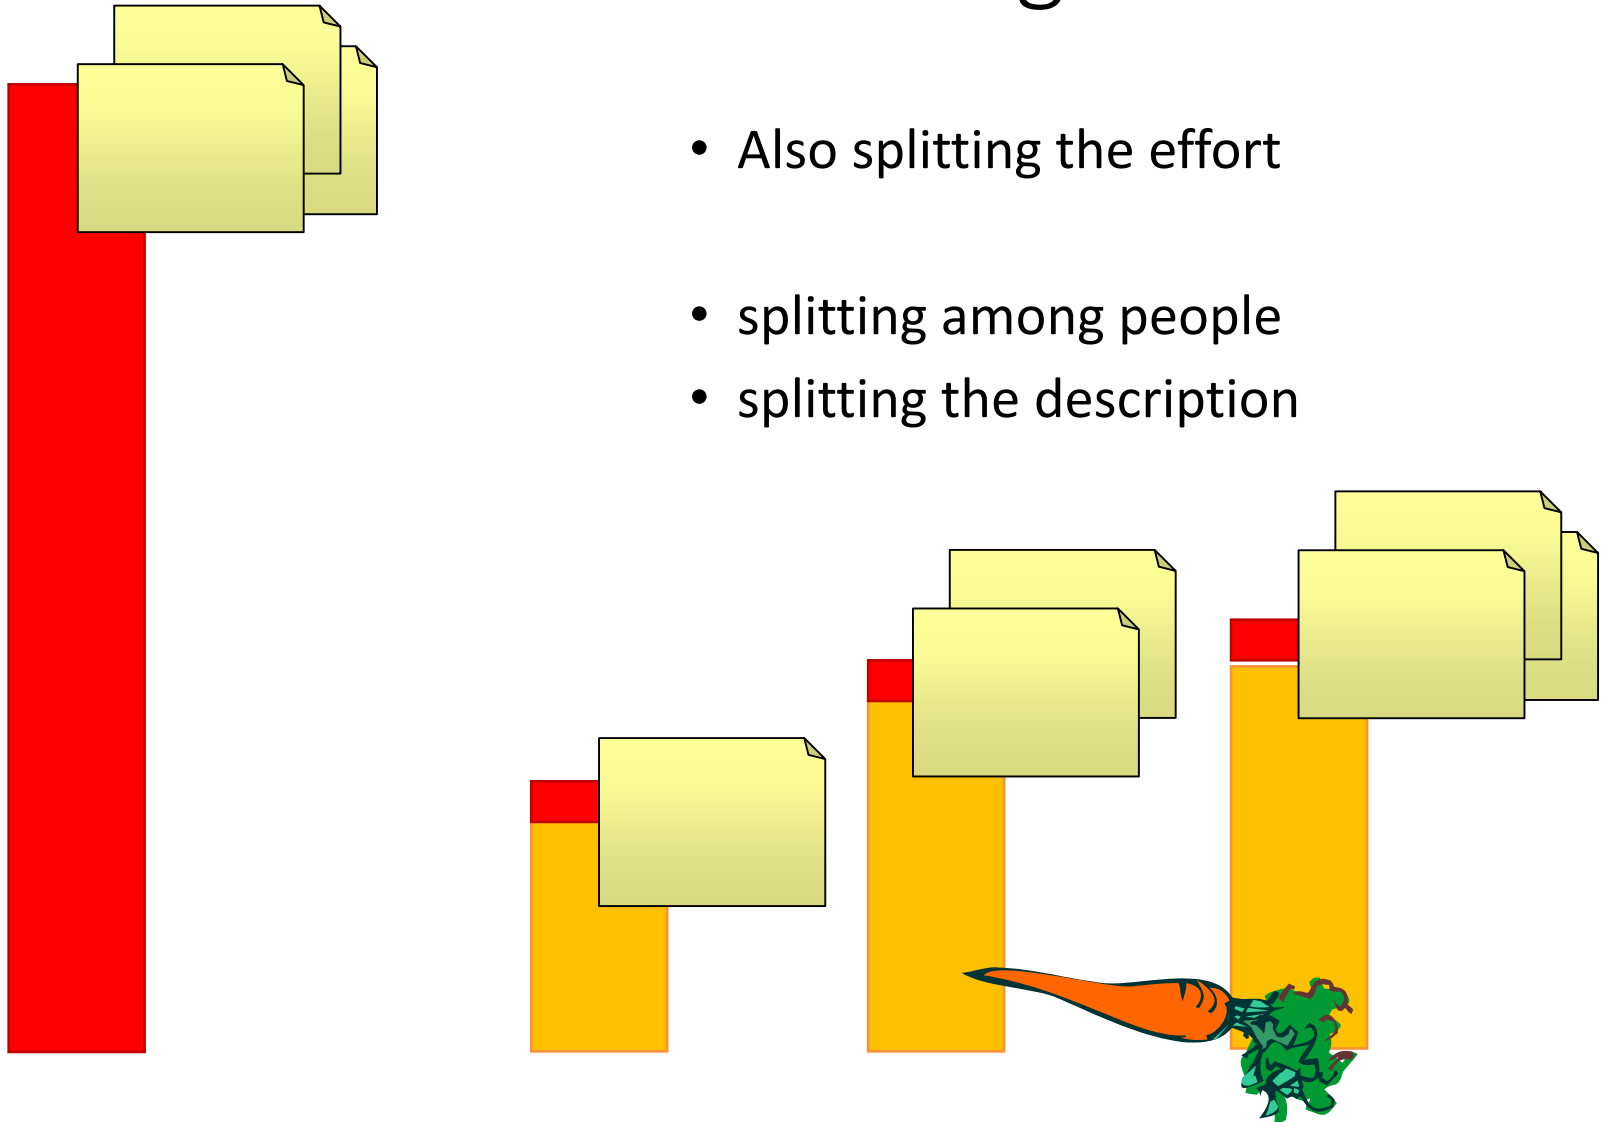 • Also splitting the effort
• splitting among people
• splitting the description